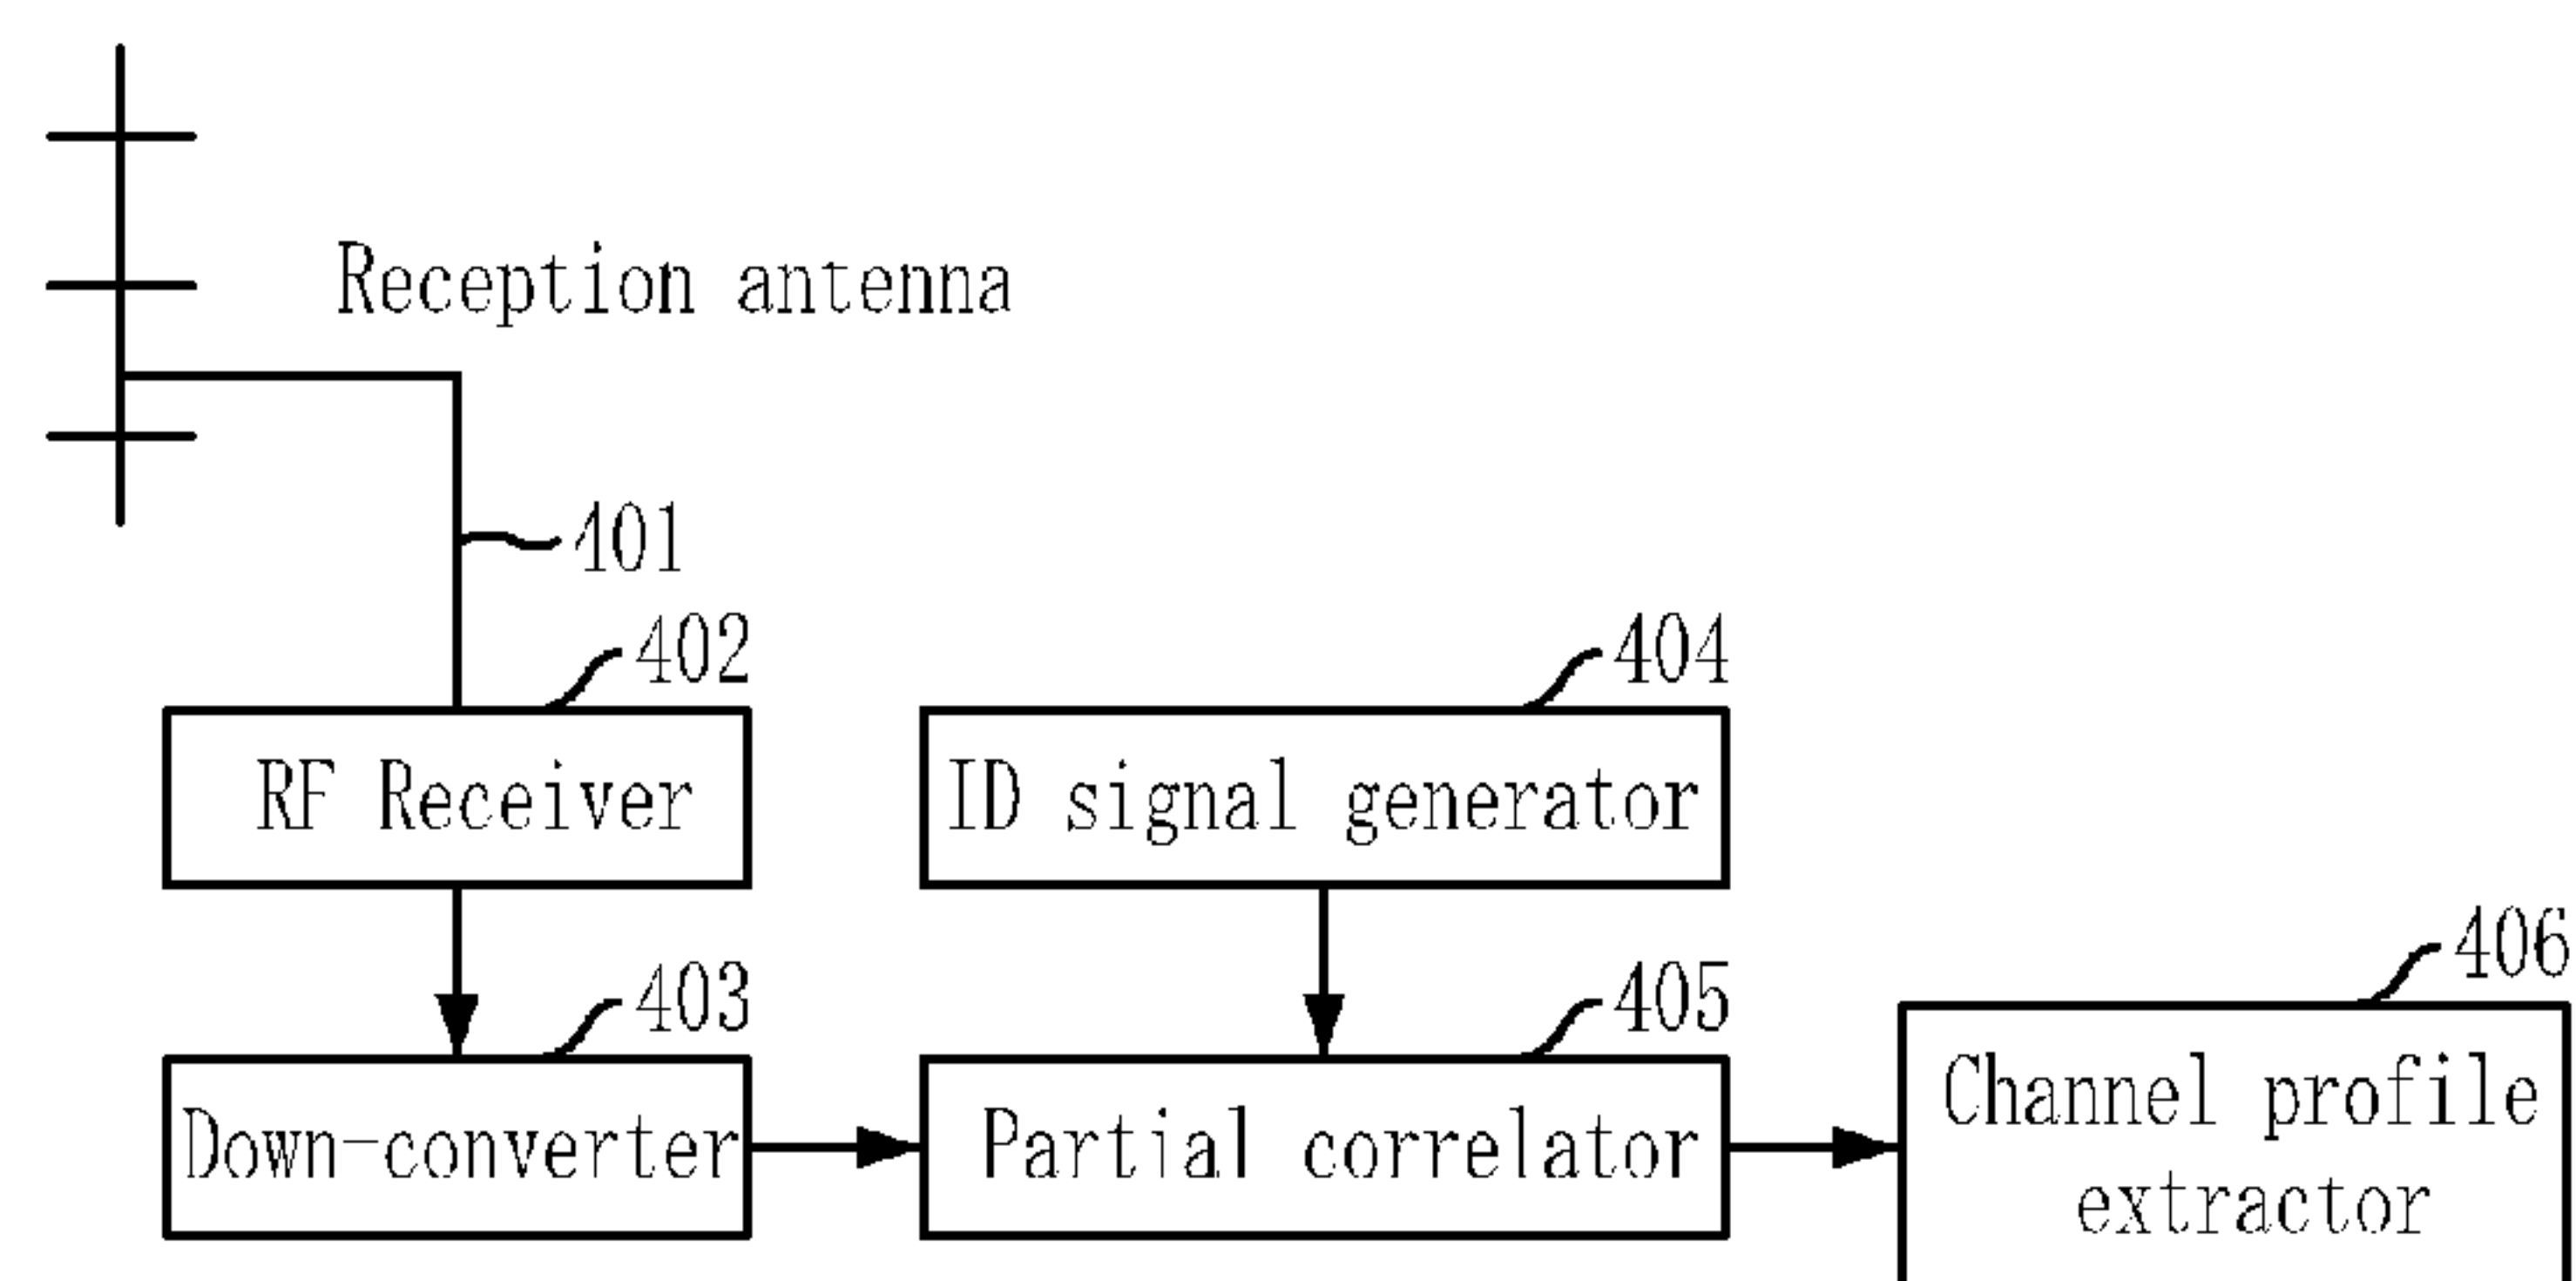 Reception antenna
401
402
404
RF Receiver
ID signal generator
403
405
406
Down-converter
Partial correlator
Channel profile
extractor